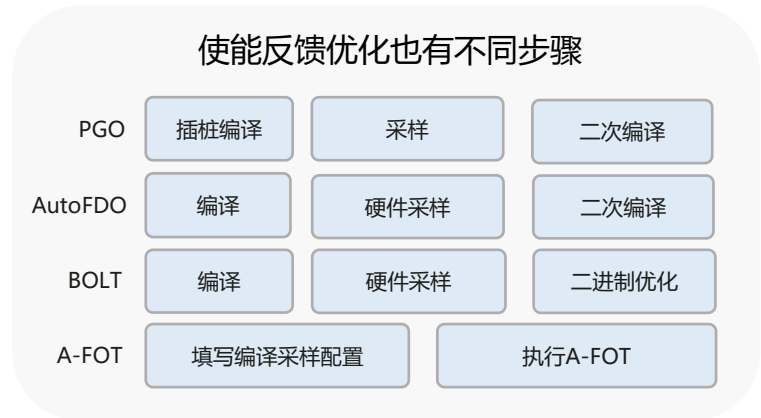 使能反馈优化也有不同步骤
PGO 插桩编译 采样 二次编译
AutoFDO 编译 硬件采样 二次编译
BOLT 编译 硬件采样 二进制优化
A-FOT 填写编译采样配置 执行A-FOT